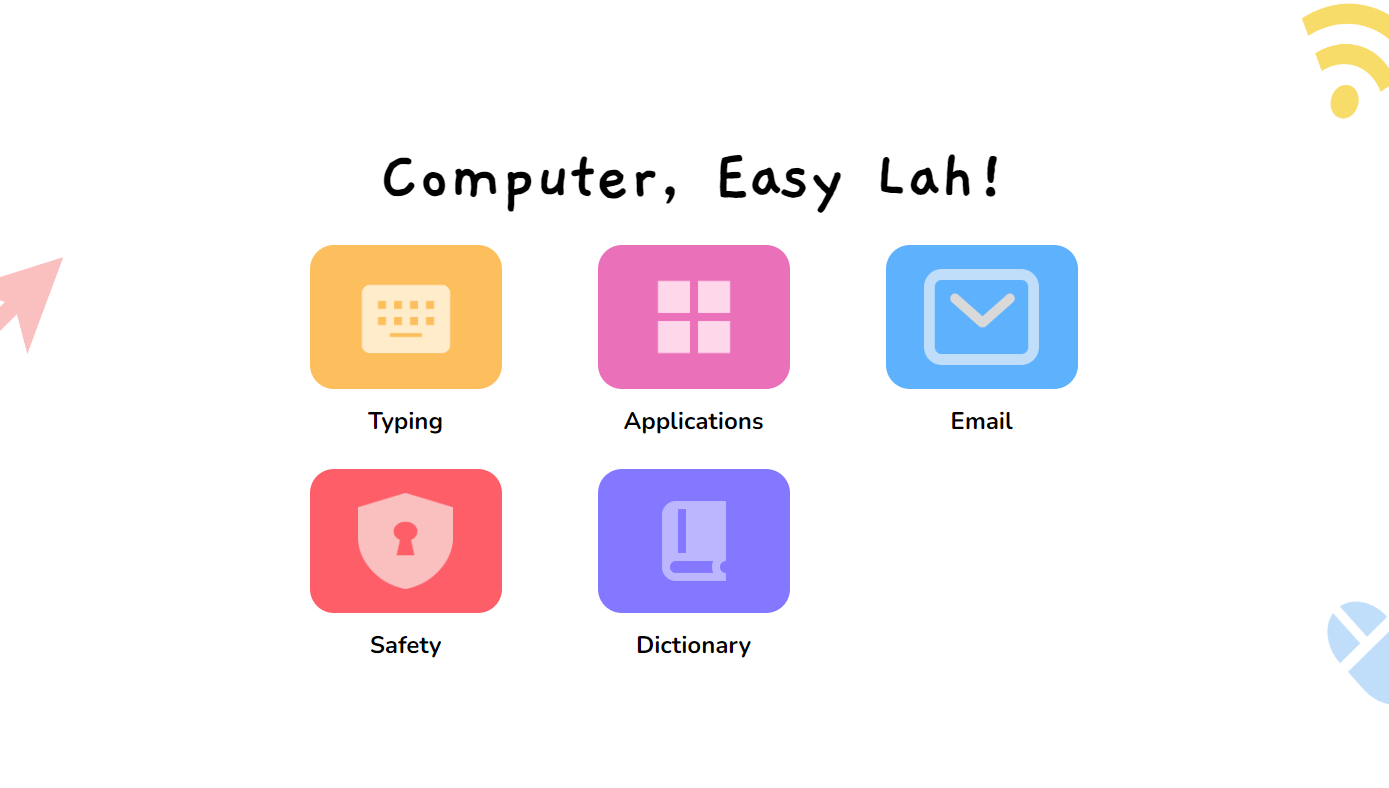 Computer, Easy Lah!
Typing
Applications
Email
Safety
Dictionary